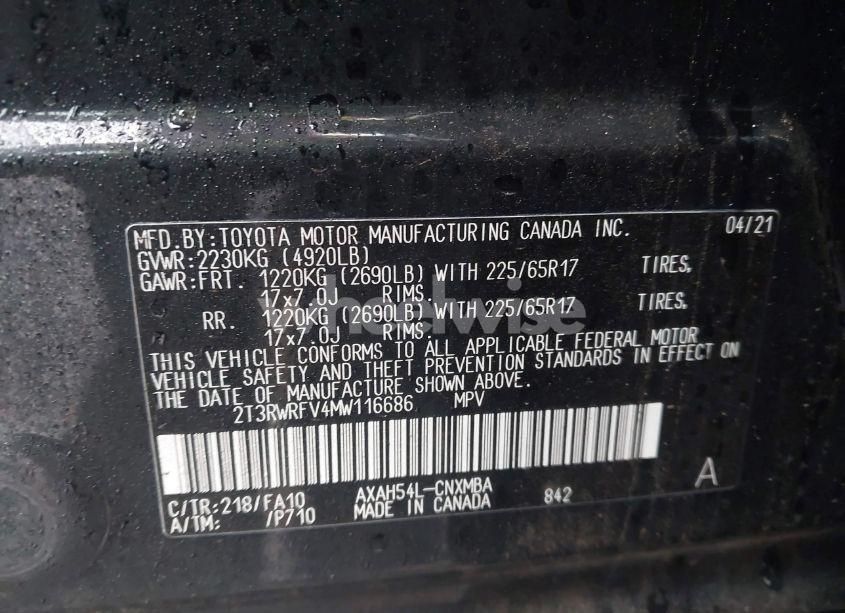 MFD.BY:TOYOTA MOTOR MANUFACTURING CANADA INC. 04/21
GVWR:2230KG (4920LB)
GAWR:FRT. 1220KG (2690LB) WITH 225/65R17 TIRES,
17x7.0J RIMS.
RR. 1220KG (2690LB) WITH 225/65R17 TIRES,
17x7.0J RIMS.
THIS VEHICLE CONFORMS TO ALL APPLICABLE FEDERAL MOTOR
VEHICLE SAFETY AND THEFT PREVENTION STANDARDS IN EFFECT ON
THE DATE OF MANUFACTURE SHOWN ABOVE.
2T3RWRFV4MW116686 MPV
A
C/TR:218/FA10 AXAH54L-CNXMBA 842
A/TM: /P710 MADE IN CANADA